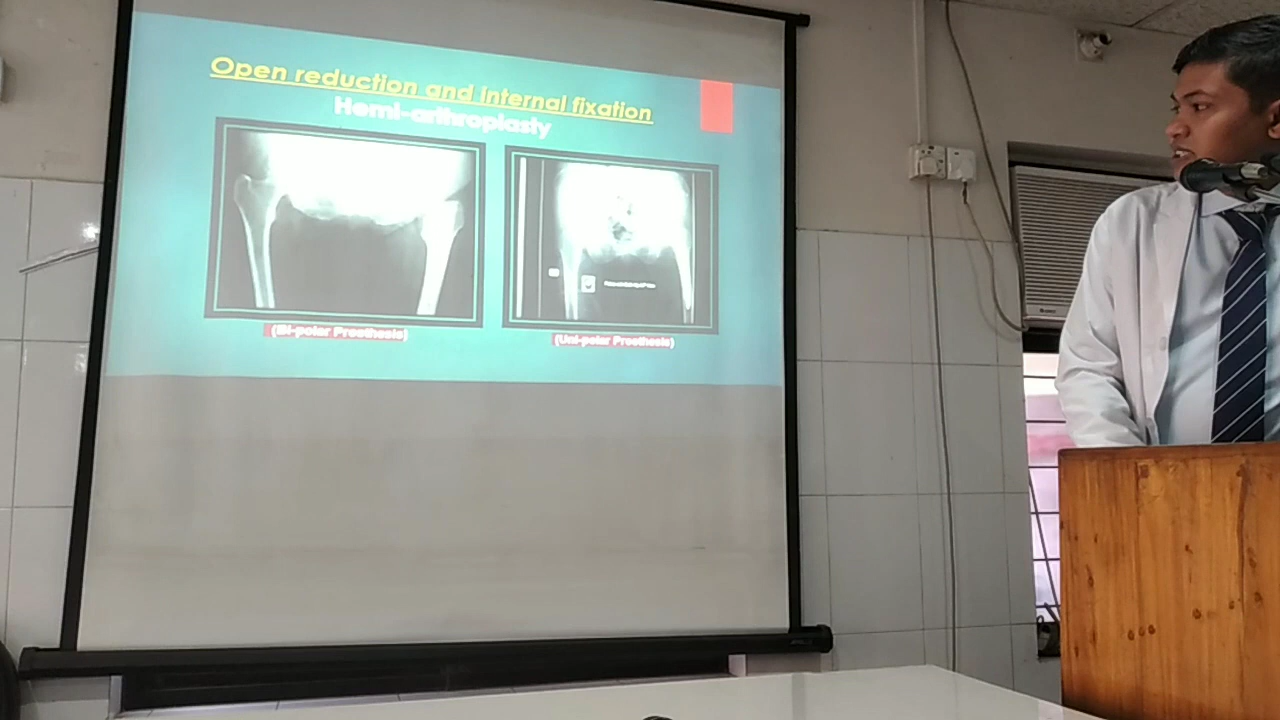 Open reduction and internal fixation
Hemi-arthroplasty
(Bi-polar Prosthesis)
(Uni-polar Prosthesis)